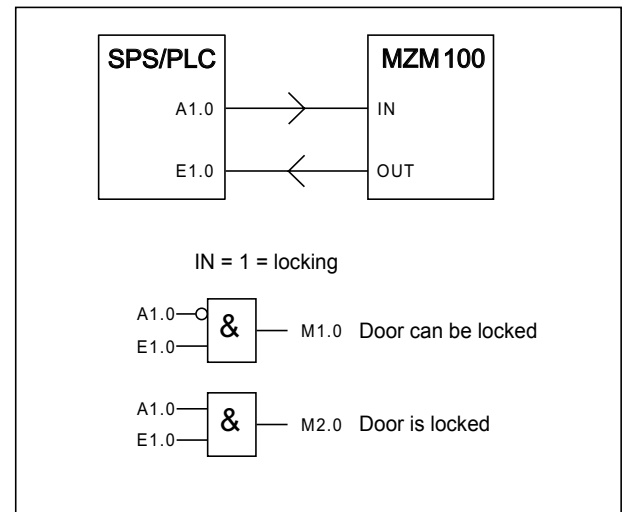 SPS/PLC
MZM 100
A1.0
IN
E1.0
OUT
IN = 1 = locking
A1.0
E1.0
&
M1.0 Door can be locked
A1.0
E1.0
&
M2.0 Door is locked